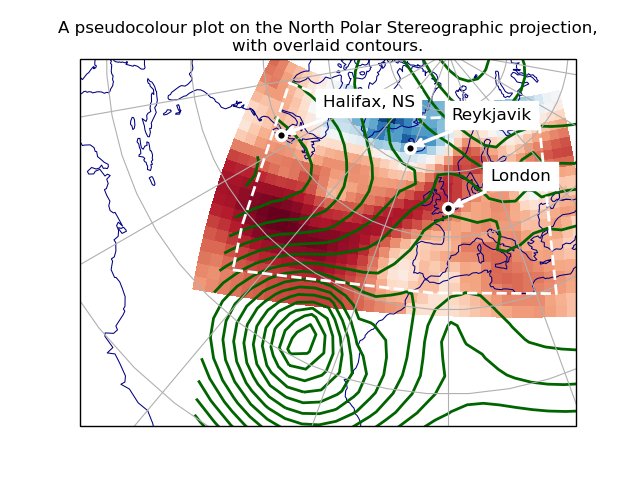 A pseudocolour plot on the North Polar Stereographic projection,
with overlaid contours.
Halifax, NS
Reykjavik
London